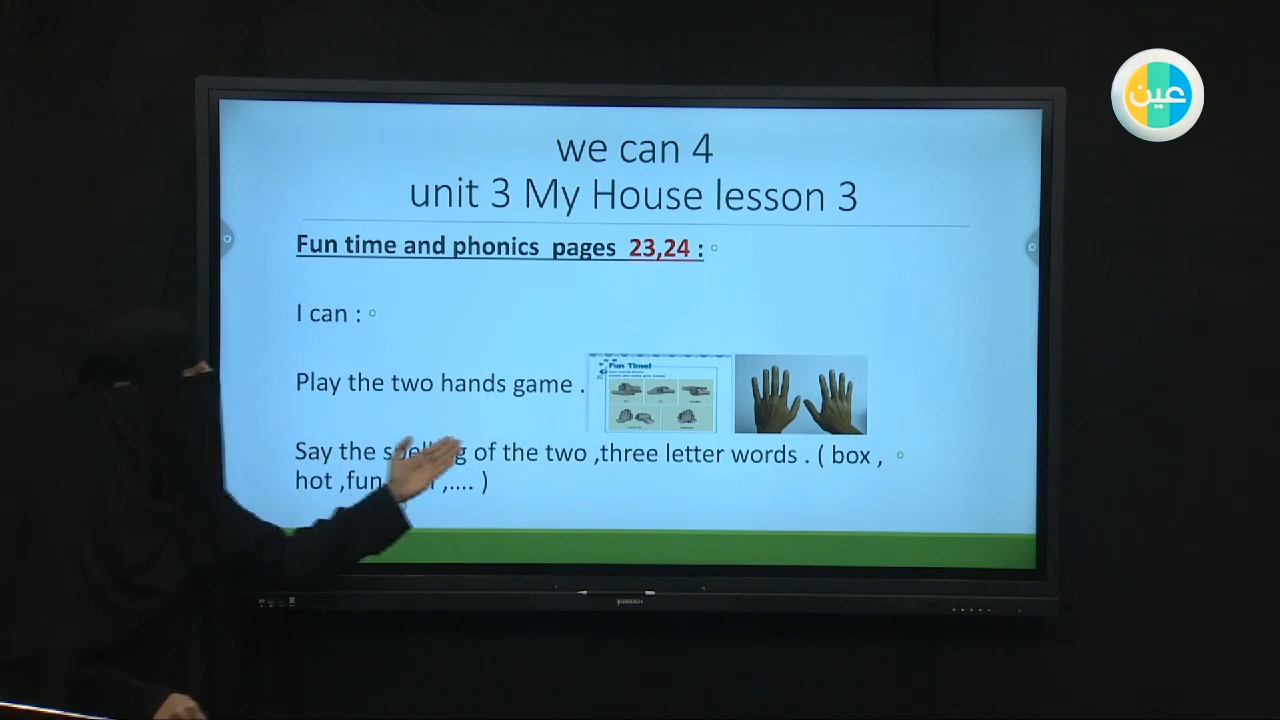 عين
we can 4
unit 3 My House lesson 3
Fun time and phonics pages 23,24 :
I can :
Play the two hands game .
Fun Time!
Say the spelling of the two ,three letter words . ( box ,
hot ,fun ,.... )